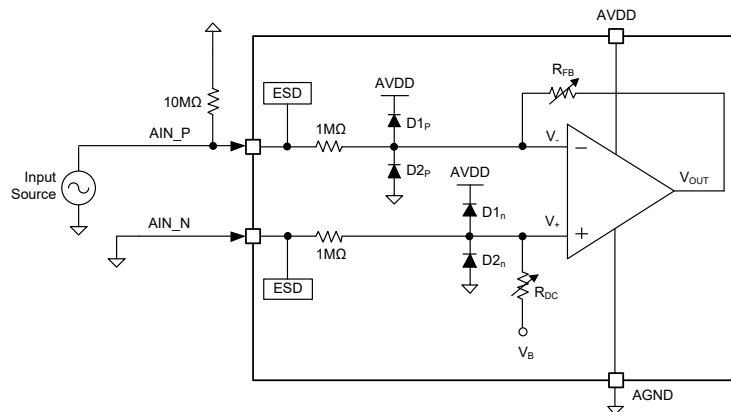 AVDD
ESD
AVDD
RFB
10MΩ
1MΩ
D1P
AIN_P
V-
D2P
AVDD
VOUT
Input
Source
AIN_N
D1n
V+
1MΩ
D2n
ESD
RDC
VB
AGND